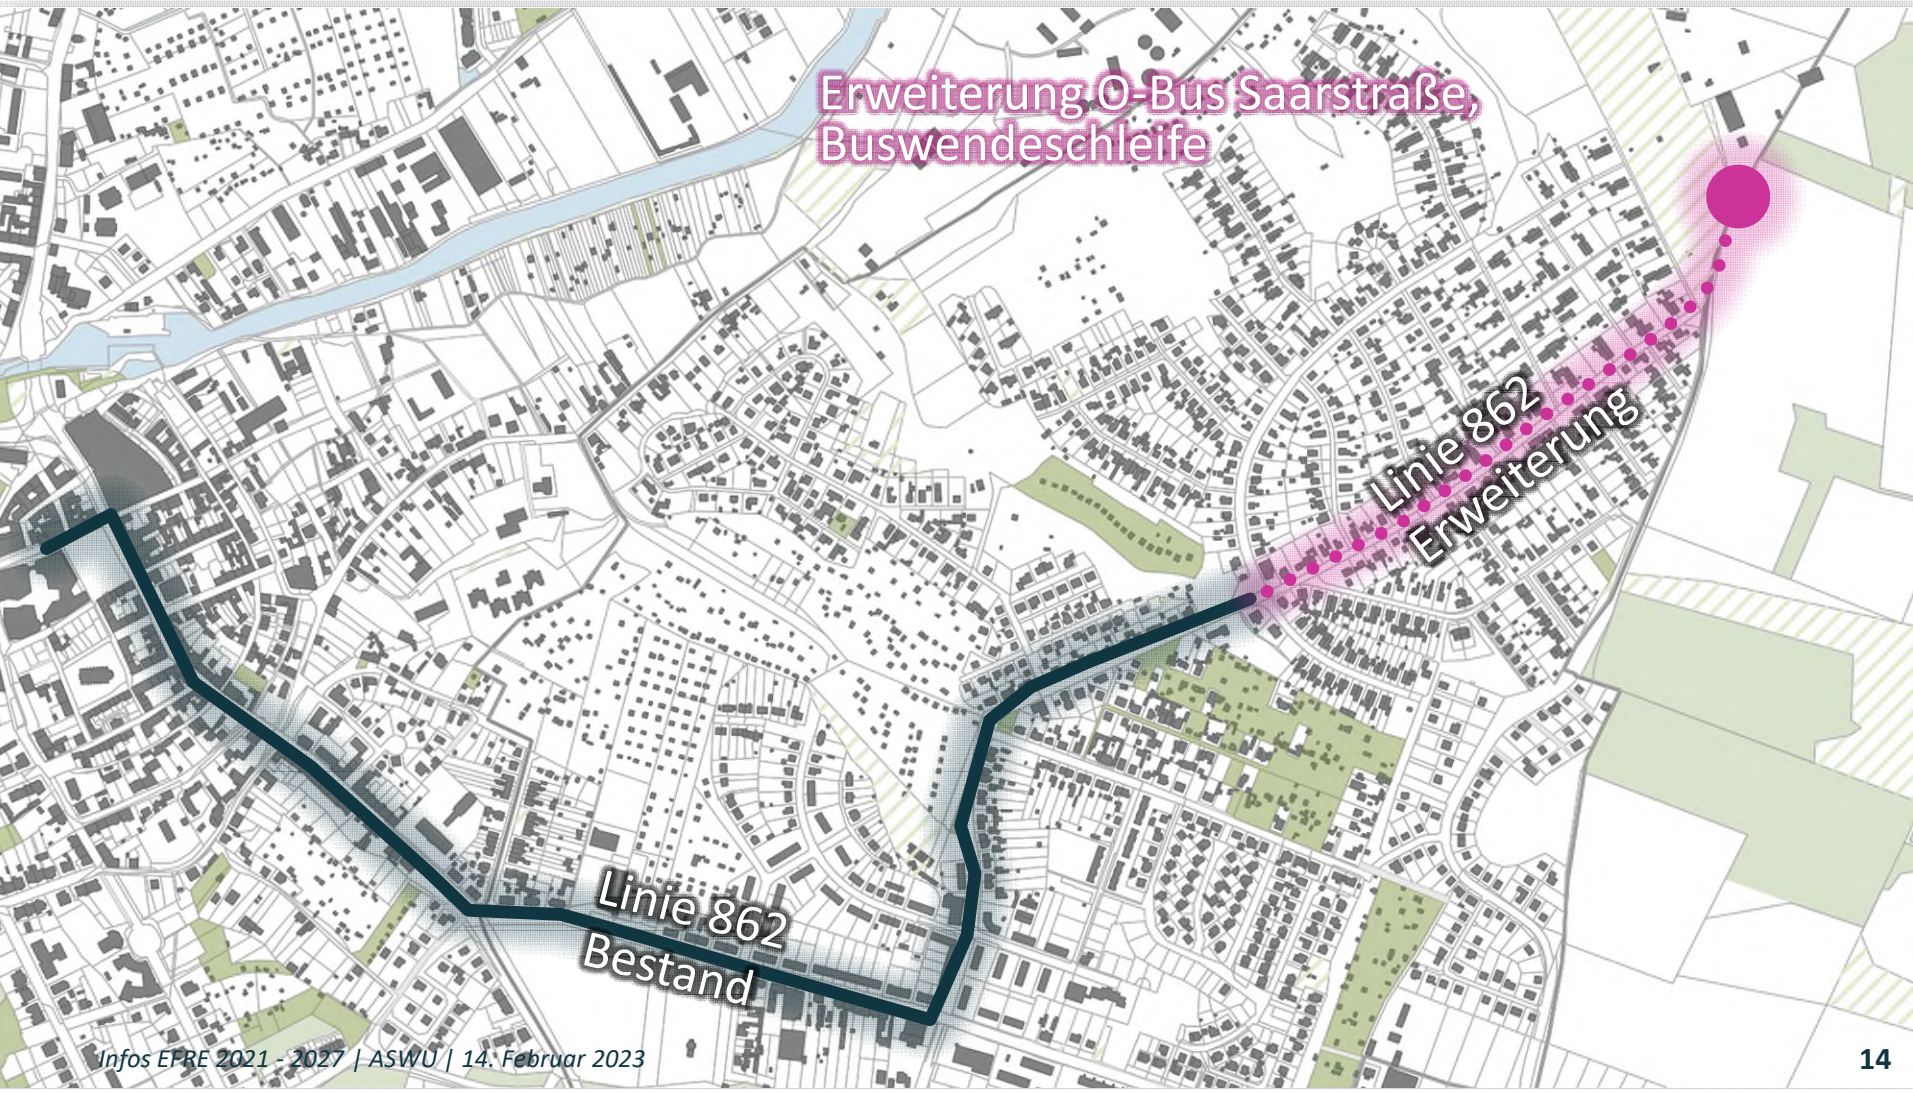 Erweiterung O-Bus Saarstraße,
Buswendeschleife
Linie 862
Erweiterung
Linie 862
Bestand
Infos EFRE 2021 - 2027 | ASWU | 14. Februar 2023
14